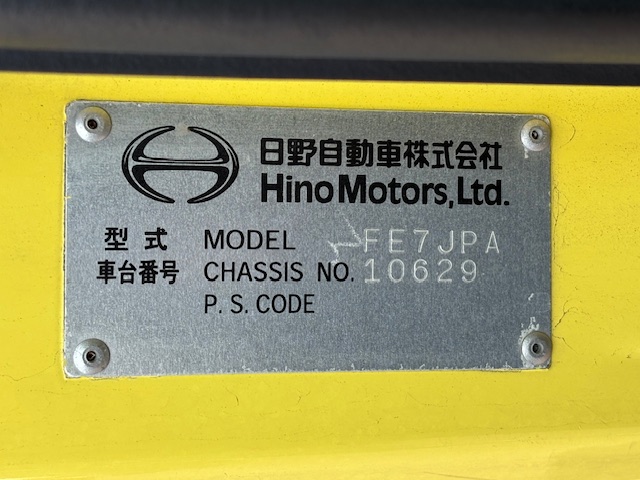 日野自動車株式会社
Hino Motors, Ltd.
型式 MODEL FE7JPA
車台番号 CHASSIS NO. 10629
P. S. CODE